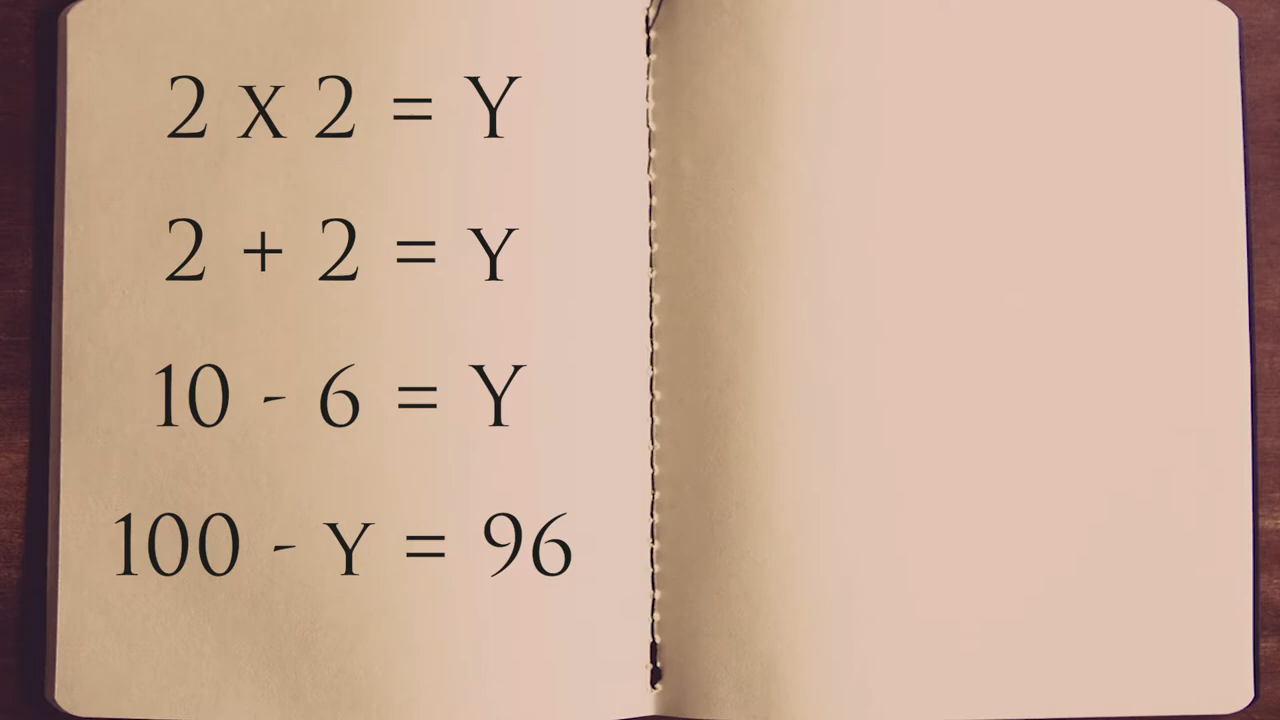 2 x 2 = Y
2 + 2 = Y
10 - 6 = Y
100 - Y = 96